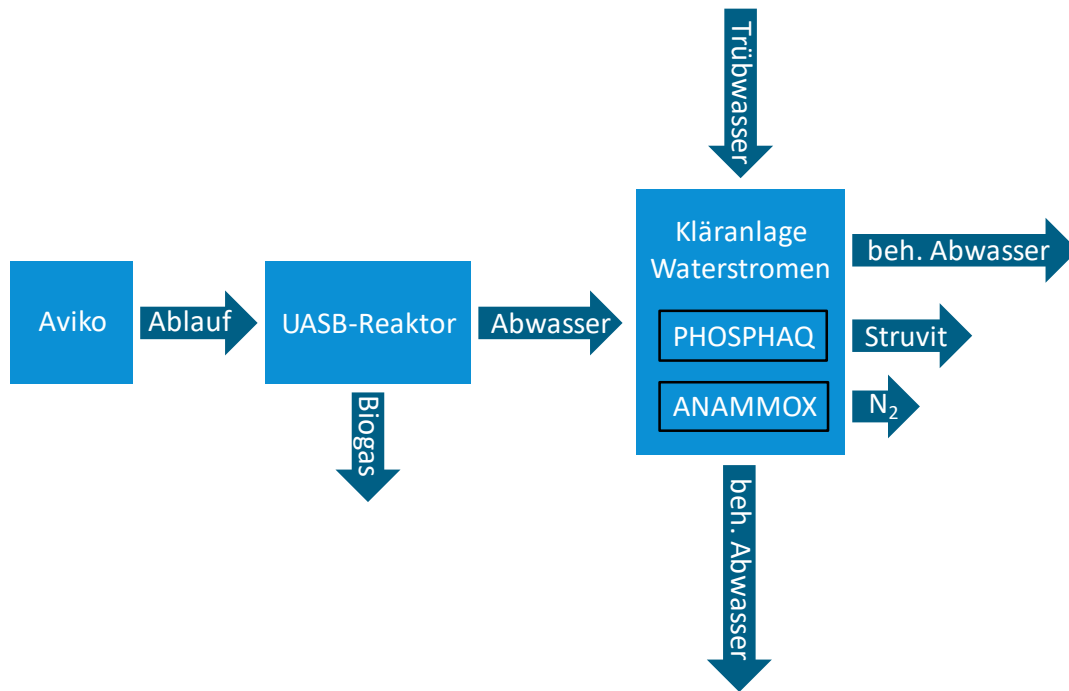 Trübwasser
Kläranlage
Waterstromen
beh. Abwasser
Aviko
Ablauf
UASB-Reaktor
Abwasser
PHOSPHAQ
Struvit
ANAMMOX
N₂
Biogas
beh. Abwasser